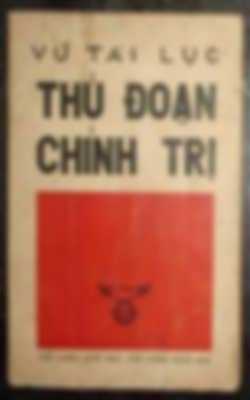 VŨ TÀI LỤC
THỦ ĐOẠN
CHÍNH TRỊ